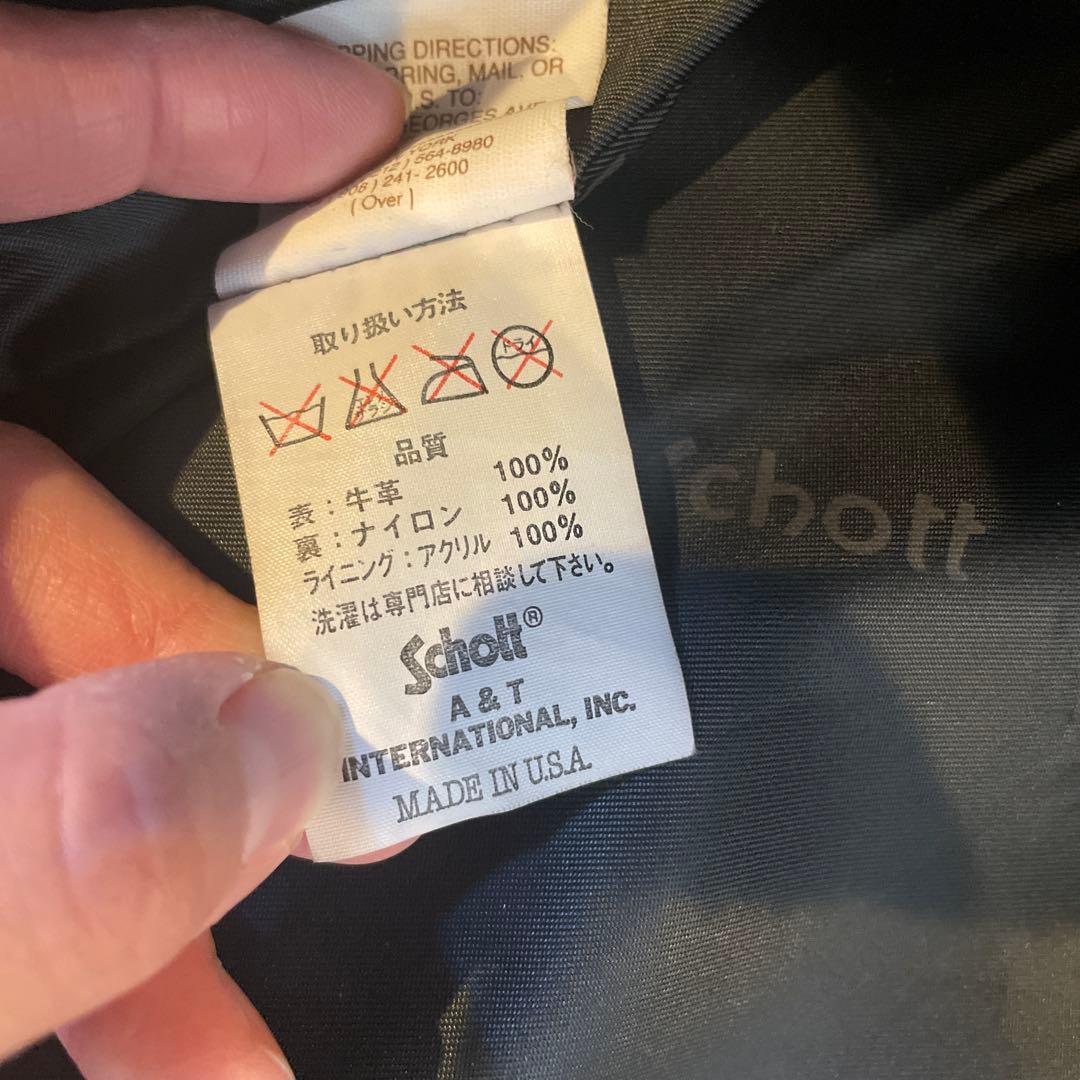 DIRECTIONS:
MAIL. OR
TO:
GEORGES AVE
564-8980
241-2600
( Over )
取り扱い方法
ドライ
品質
表:牛革 100%
裏:ナイロン 100%
ライニング:アクリル 100%
洗濯は専門店に相談して下さい。
Schott®
A & T
INTERNATIONAL, INC.
MADE IN U.S.A.
chott